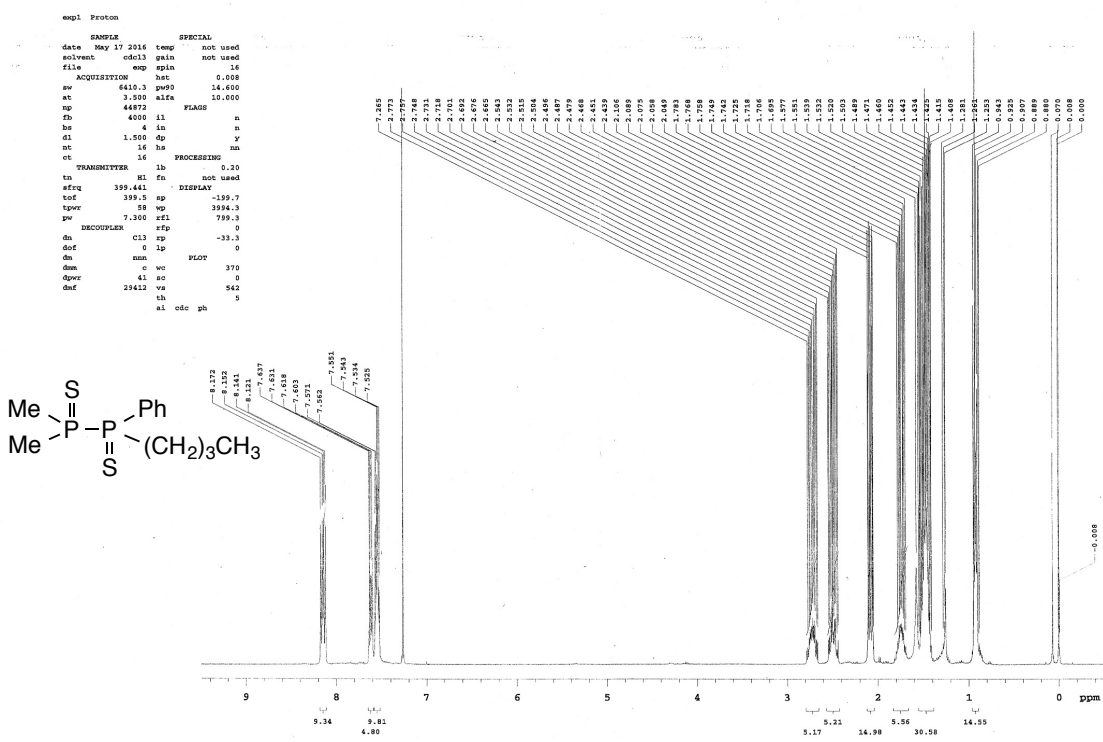 exp1 Proton
SAMPLE SPECIAL
date May 17 2016 temp not used
solvent cdcl3 gain not used
file exp spin 16
ACQUISITION hst 0.008
sw 6410.3 pw90 14.600
at 3.500 alfa 10.000
np 44872 FLAGS
fb 4000 il n
bs 4 in n
d1 1.500 dp y
nt 16 hs nn
ct 16 PROCESSING
TRANSMITTER lb 0.20
tn H1 fn not used
sfrq 399.441 DISPLAY
tof 399.5 sp -199.7
tpwr 58 wp 3994.3
pw 7.300 rfl 799.3
DECOUPLER rfp 0
dn C13 rp -33.3
dof 0 lp 0
dm nnn PLOT
dmm c wc 370
dpwr 41 sc 0
dmf 29412 vs 542
th 5
ai cdc ph
7.265 2.773 2.757 2.748 2.731 2.718 2.701 2.692 2.676 2.665 2.543 2.532 2.515 2.504 2.496 2.487 2.479 2.468 2.451 2.439 2.106 2.089 2.075 2.058 2.049 1.783 1.768 1.758 1.749 1.742 1.725 1.718 1.706 1.695 1.577 1.551 1.539 1.532 1.520 1.503 1.489 1.471 1.460 1.452 1.443 1.434 1.425 1.415 1.408 1.281 1.261 1.253 0.943 0.925 0.907 0.889 0.880 0.070 0.008 0.000
8.172 8.152 8.141 8.121 7.637 7.631 7.618 7.603 7.571 7.562 7.551 7.543 7.534 7.525
-0.008
S
Me Ph
P P
Me (CH2)3CH3
S
9 8 7 6 5 4 3 2 1 0 ppm
9.34 9.81 5.21 5.56 14.55
4.80 5.17 14.98 30.58